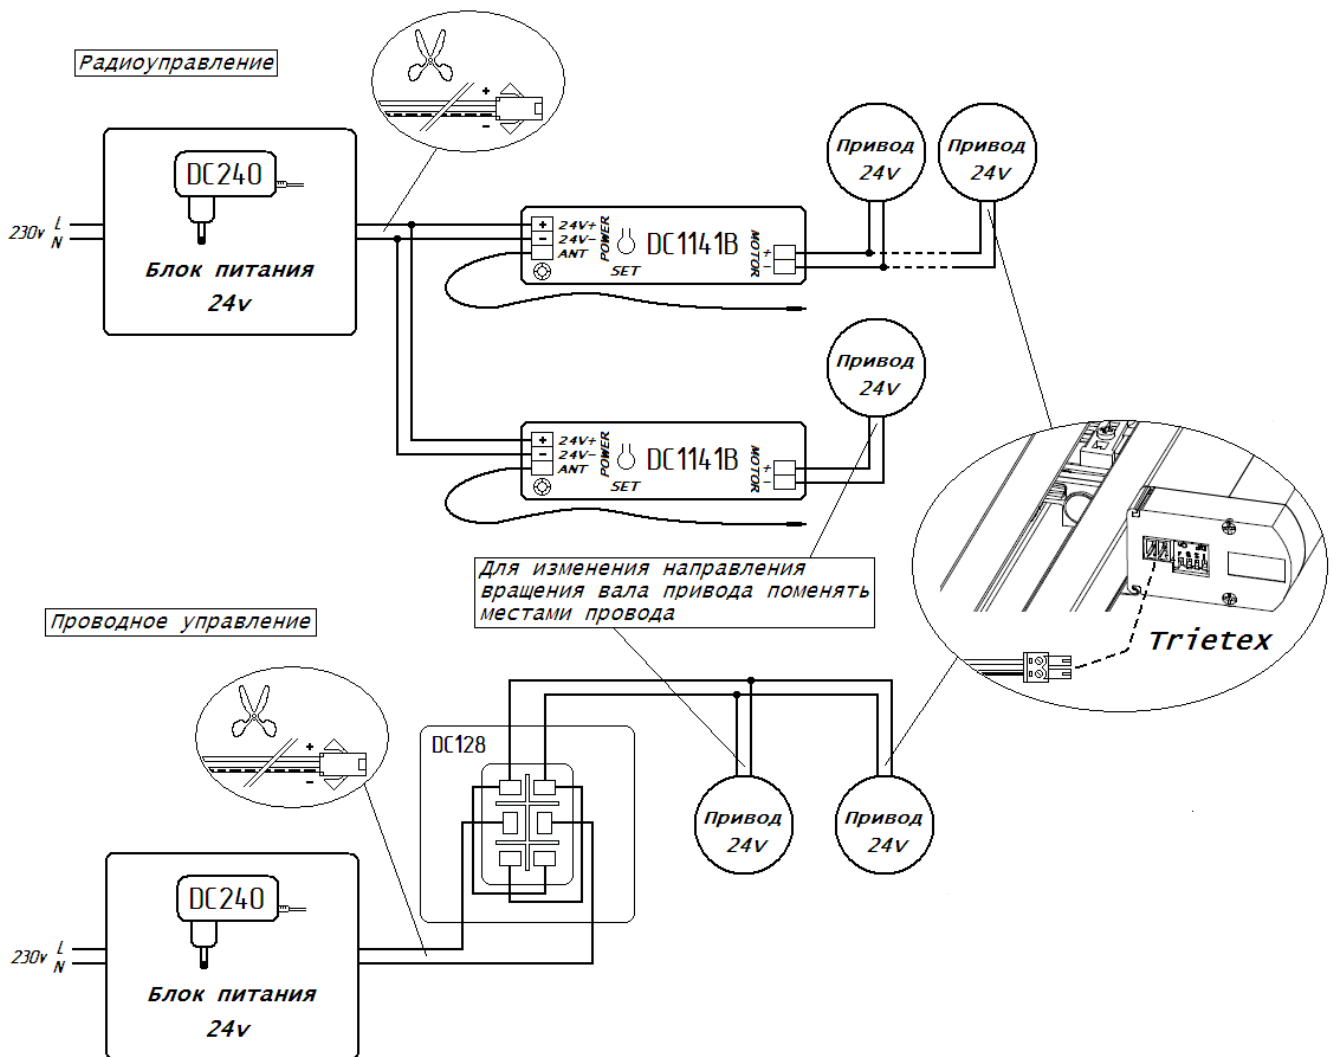 Радиоуправление
+
−
DC240
230v L
N
Блок питания
24v
+ 24V+
− 24V−
ANT
POWER
SET
DC1141B
MOTOR
+
−
Привод
24v
Привод
24v
+ 24V+
− 24V−
ANT
POWER
SET
DC1141B
MOTOR
+
−
Привод
24v
Для изменения направления
вращения вала привода поменять
местами провода
Trietex
Проводное управление
+
−
DC128
Привод
24v
Привод
24v
DC240
230v L
N
Блок питания
24v